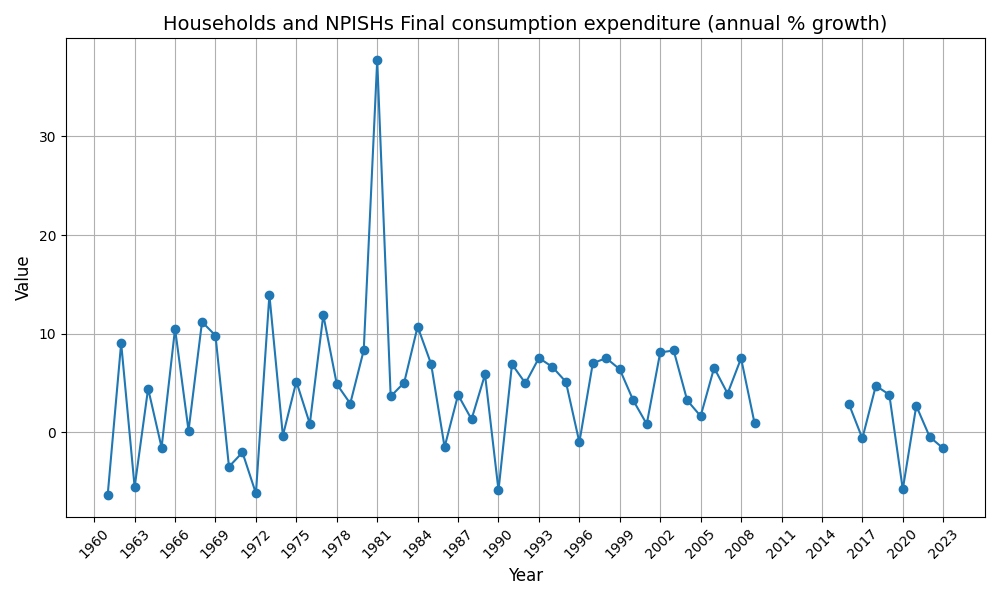 Households and NPISHs Final consumption expenditure (annual % growth)
Value
30
20
10
0
1960 1963 1966 1969 1972 1975 1978 1981 1984 1987 1990 1993 1996 1999 2002 2005 2008 2011 2014 2017 2020 2023
Year